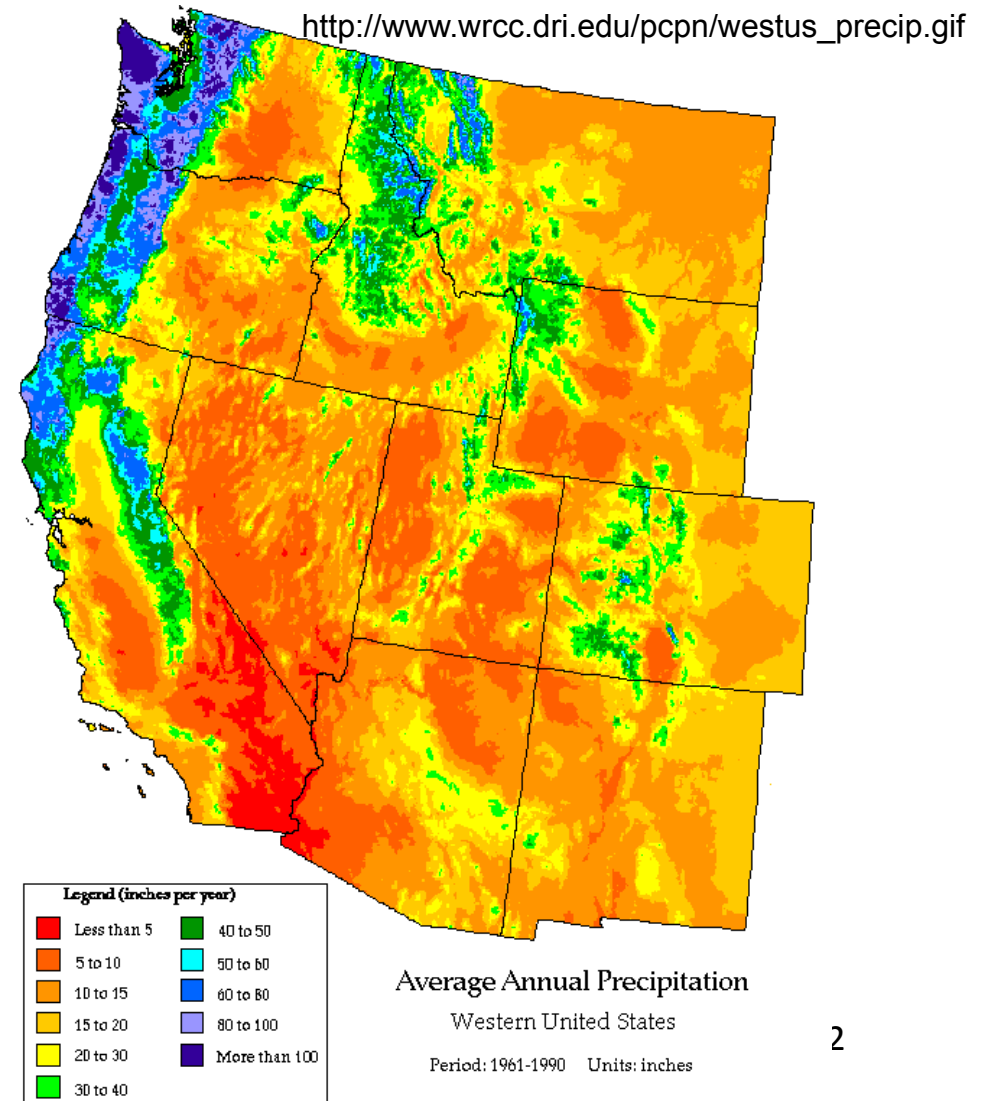 http://www.wrcc.dri.edu/pcpn/westus_precip.gif
Legend (inches per year)
Less than 5
5 to 10
10 to 15
15 to 20
20 to 30
30 to 40
40 to 50
50 to 60
60 to 80
80 to 100
More than 100
Average Annual Precipitation
Western United States
Period: 1961-1990 Units: inches
2